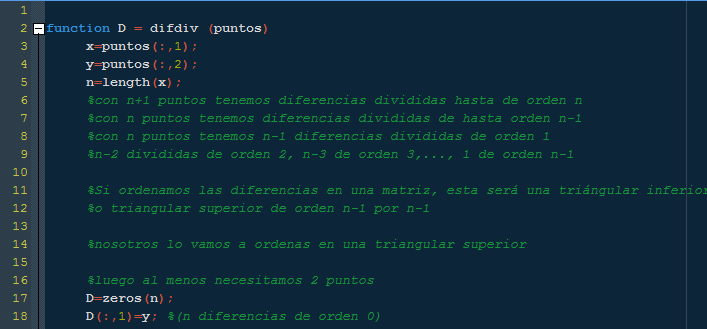 1
2 function D = difdiv (puntos)
3 x=puntos(:,1);
4 y=puntos(:,2);
5 n=length(x);
6 %con n+1 puntos tenemos diferencias divididas hasta de orden n
7 %con n puntos tenemos diferencias divididas de hasta orden n-1
8 %con n puntos tenemos n-1 diferencias divididas de orden 1
9 %n-2 divididas de orden 2, n-3 de orden 3,..., 1 de orden n-1
10
11 %Si ordenamos las diferencias en una matriz, esta será una triángular inferior
12 %o triangular superior de orden n-1 por n-1
13
14 %nosotros lo vamos a ordenas en una triangular superior
15
16 %luego al menos necesitamos 2 puntos
17 D=zeros(n);
18 D(:,1)=y; %(n diferencias de orden 0)